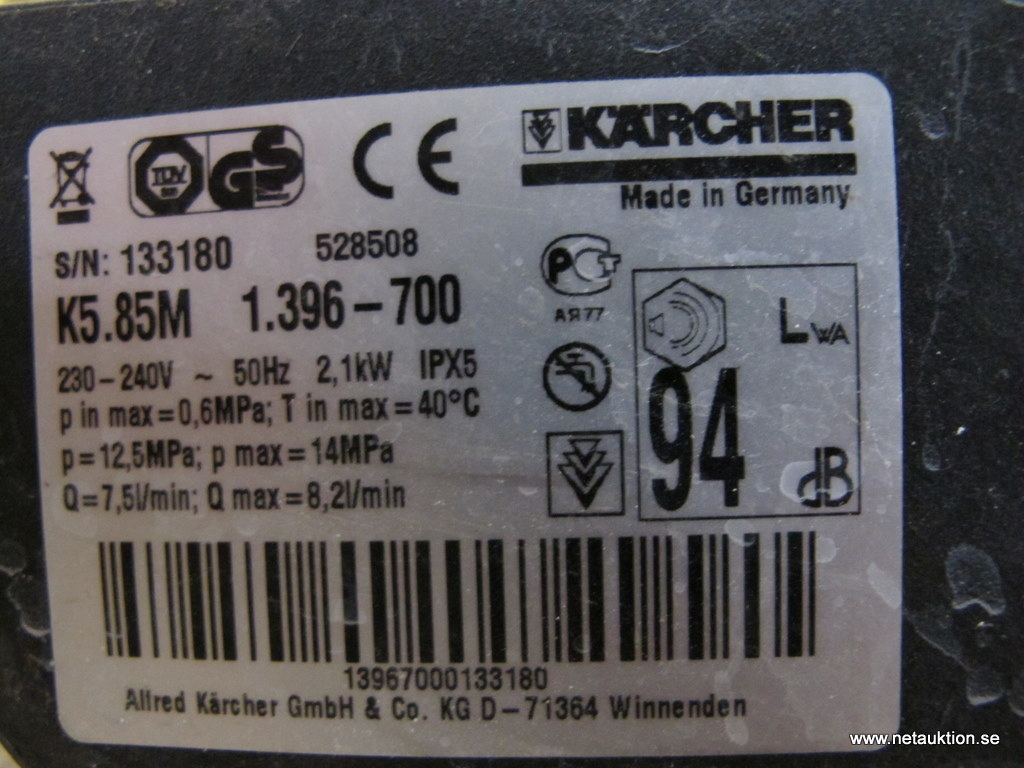 TÜV
GS
CE
KÄRCHER
Made in Germany
S/N: 133180 528508
K5.85M 1.396-700
230-240V ~ 50Hz 2,1kW IPX5
p in max=0,6MPa; T in max=40°C
p=12,5MPa; p max=14MPa
Q=7,5l/min; Q max=8,2l/min
PCT
АЯ77
LWA
94
dB
13967000133180
Alfred Kärcher GmbH & Co. KG D-71364 Winnenden
www.netauktion.se